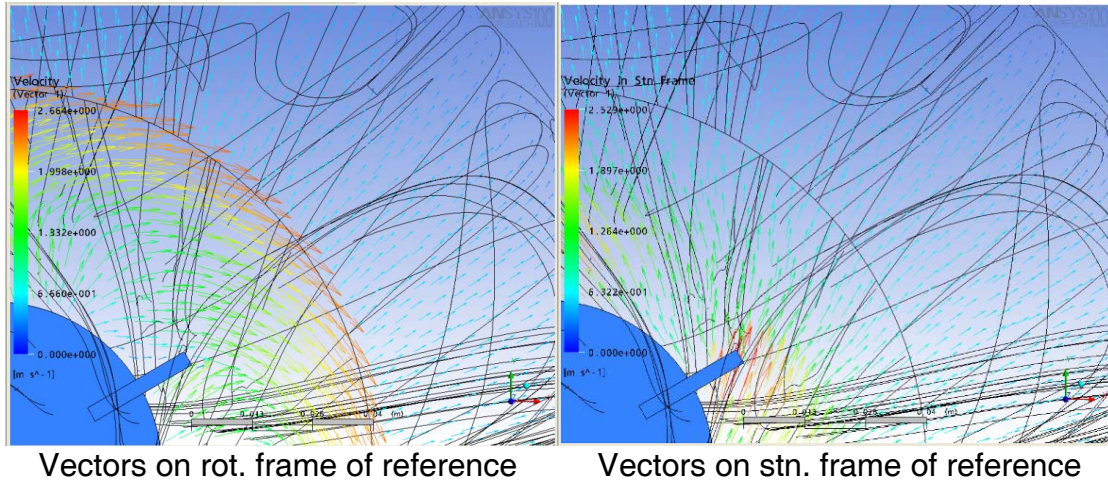 ANSYS
Velocity
(Vector 1)
2.664e+000
1.998e+000
1.332e+000
6.660e-001
0.000e+000
[m s^-1]
0
0.04 (m)
ANSYS
Velocity in Stn Frame
(Vector 1)
2.529e+000
1.897e+000
1.264e+000
6.322e-001
0.000e+000
[m s^-1]
0
0.04 (m)
Vectors on rot. frame of reference
Vectors on stn. frame of reference